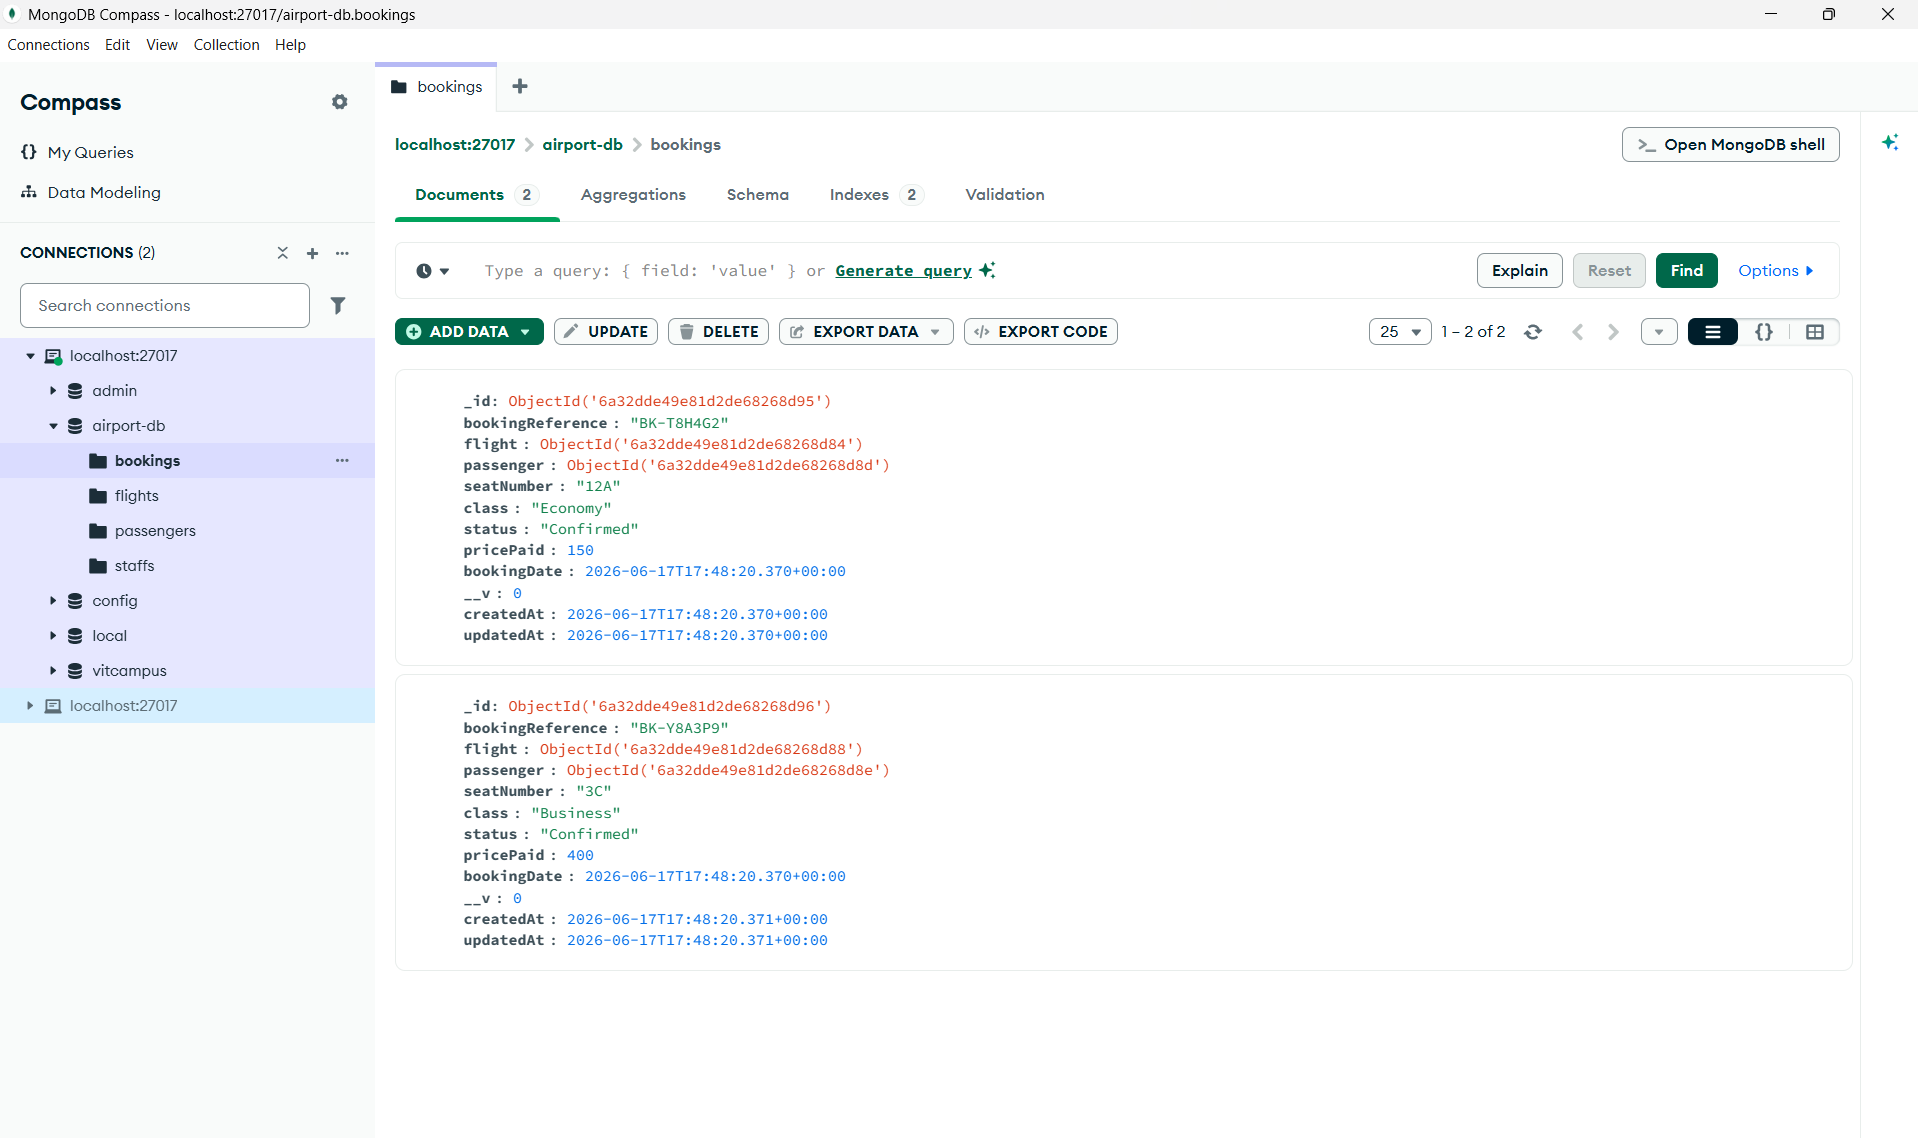 MongoDB Compass - localhost:27017/airport-db.bookings
Connections Edit View Collection Help
Compass
My Queries
Data Modeling
CONNECTIONS (2)
Search connections
localhost:27017
admin
airport-db
bookings
flights
passengers
staffs
config
local
vitcampus
localhost:27017
bookings
localhost:27017 airport-db bookings
>_ Open MongoDB shell
Documents 2 Aggregations Schema Indexes 2 Validation
Type a query: { field: 'value' } or Generate query
Explain Reset Find Options
ADD DATA UPDATE DELETE EXPORT DATA </> EXPORT CODE
25 1 – 2 of 2 {}
_id: ObjectId('6a32dde49e81d2de68268d95')
bookingReference : "BK-T8H4G2"
flight : ObjectId('6a32dde49e81d2de68268d84')
passenger : ObjectId('6a32dde49e81d2de68268d8d')
seatNumber : "12A"
class : "Economy"
status : "Confirmed"
pricePaid : 150
bookingDate : 2026-06-17T17:48:20.370+00:00
__v : 0
createdAt : 2026-06-17T17:48:20.370+00:00
updatedAt : 2026-06-17T17:48:20.370+00:00
_id: ObjectId('6a32dde49e81d2de68268d96')
bookingReference : "BK-Y8A3P9"
flight : ObjectId('6a32dde49e81d2de68268d88')
passenger : ObjectId('6a32dde49e81d2de68268d8e')
seatNumber : "3C"
class : "Business"
status : "Confirmed"
pricePaid : 400
bookingDate : 2026-06-17T17:48:20.370+00:00
__v : 0
createdAt : 2026-06-17T17:48:20.371+00:00
updatedAt : 2026-06-17T17:48:20.371+00:00